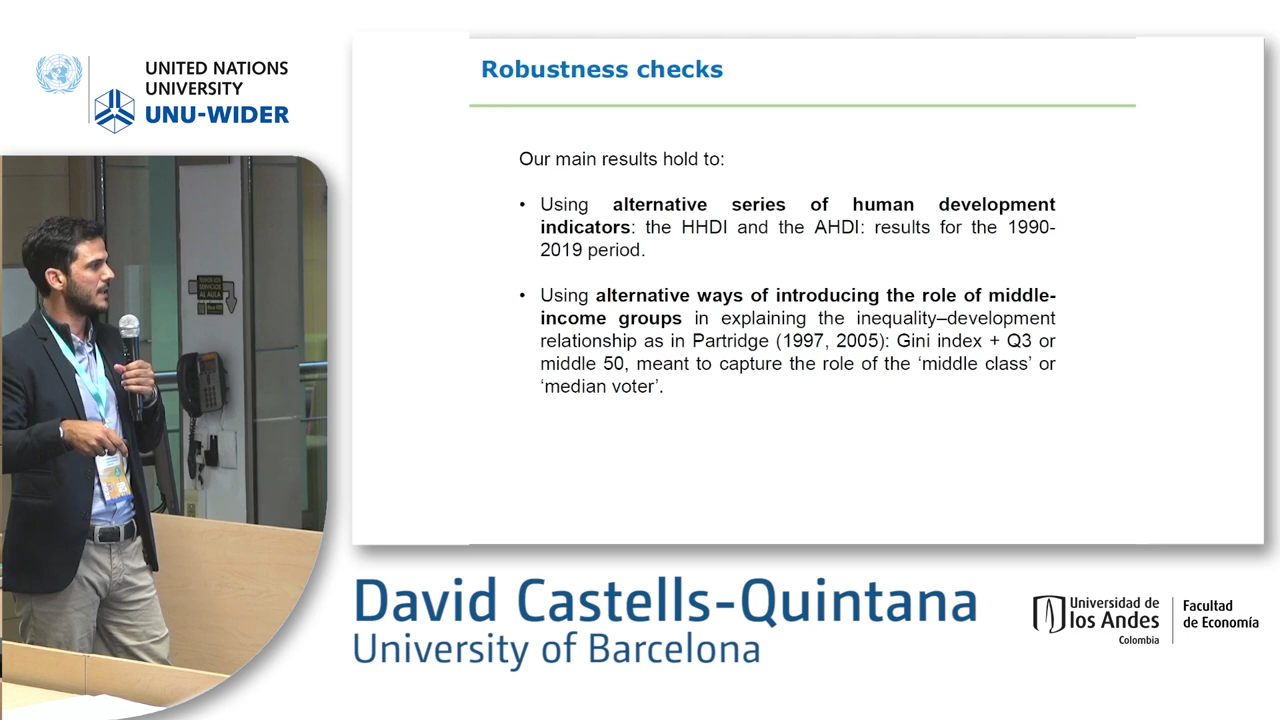 UNITED NATIONS
UNIVERSITY
UNU-WIDER
Robustness checks
Our main results hold to:
• Using alternative series of human development
indicators: the HHDI and the AHDI: results for the 1990-
2019 period.
• Using alternative ways of introducing the role of middle-
income groups in explaining the inequality–development
relationship as in Partridge (1997, 2005): Gini index + Q3 or
middle 50, meant to capture the role of the ‘middle class’ or
‘median voter’.
David Castells-Quintana
University of Barcelona
Universidad de
los Andes
Colombia
Facultad
de Economía